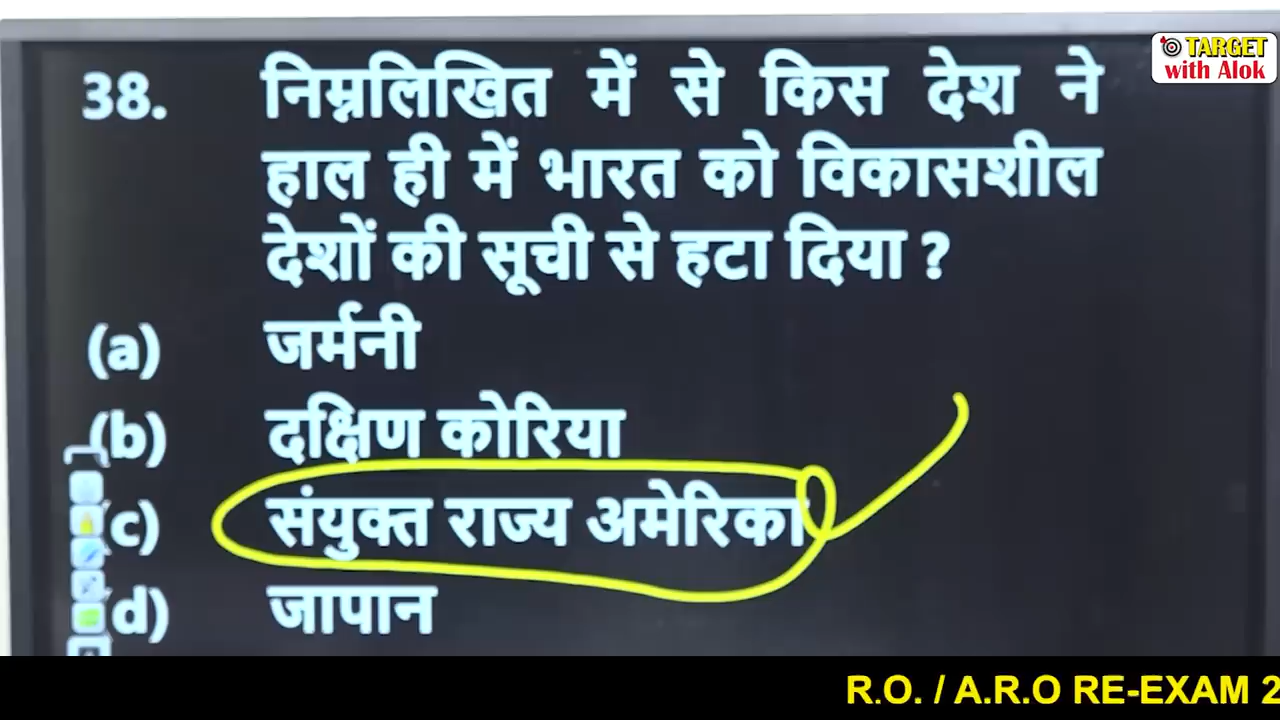 TARGET
with Alok
38. निम्नलिखित में से किस देश ने
हाल ही में भारत को विकासशील
देशों की सूची से हटा दिया ?
(a) जर्मनी
(b) दक्षिण कोरिया
(c) संयुक्त राज्य अमेरिका
(d) जापान
R.O. / A.R.O RE-EXAM 2